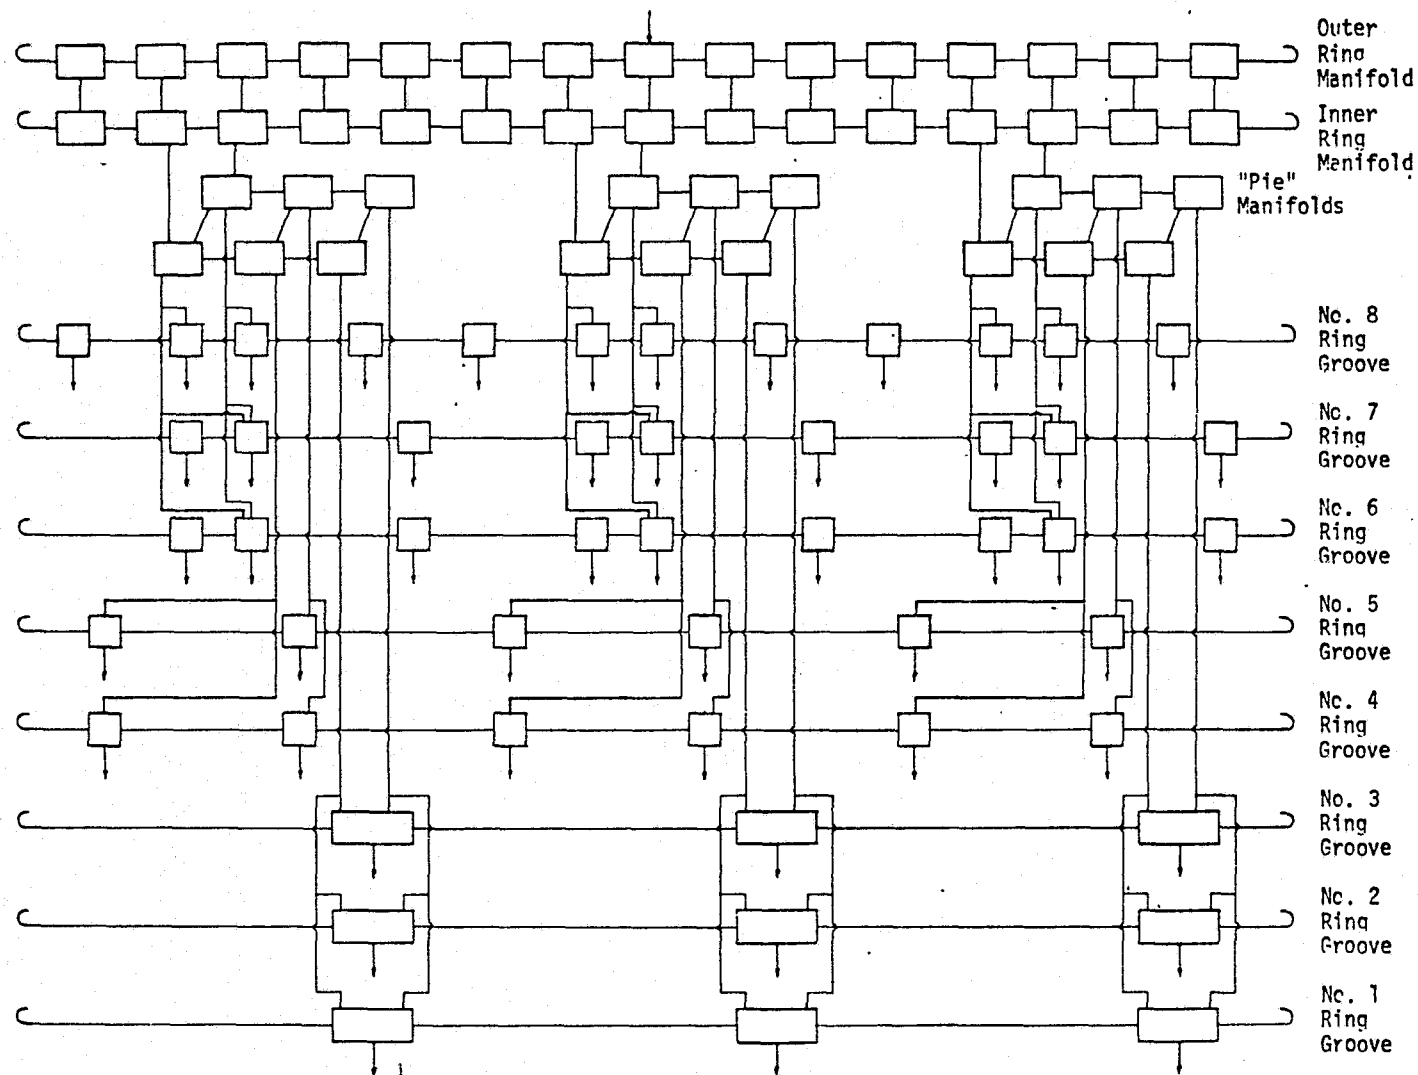 Outer
Ring
Manifold
Inner
Ring
Manifold
"Pie"
Manifolds
No. 8
Ring
Groove
No. 7
Ring
Groove
No. 6
Ring
Groove
No. 5
Ring
Groove
No. 4
Ring
Groove
No. 3
Ring
Groove
No. 2
Ring
Groove
No. 1
Ring
Groove